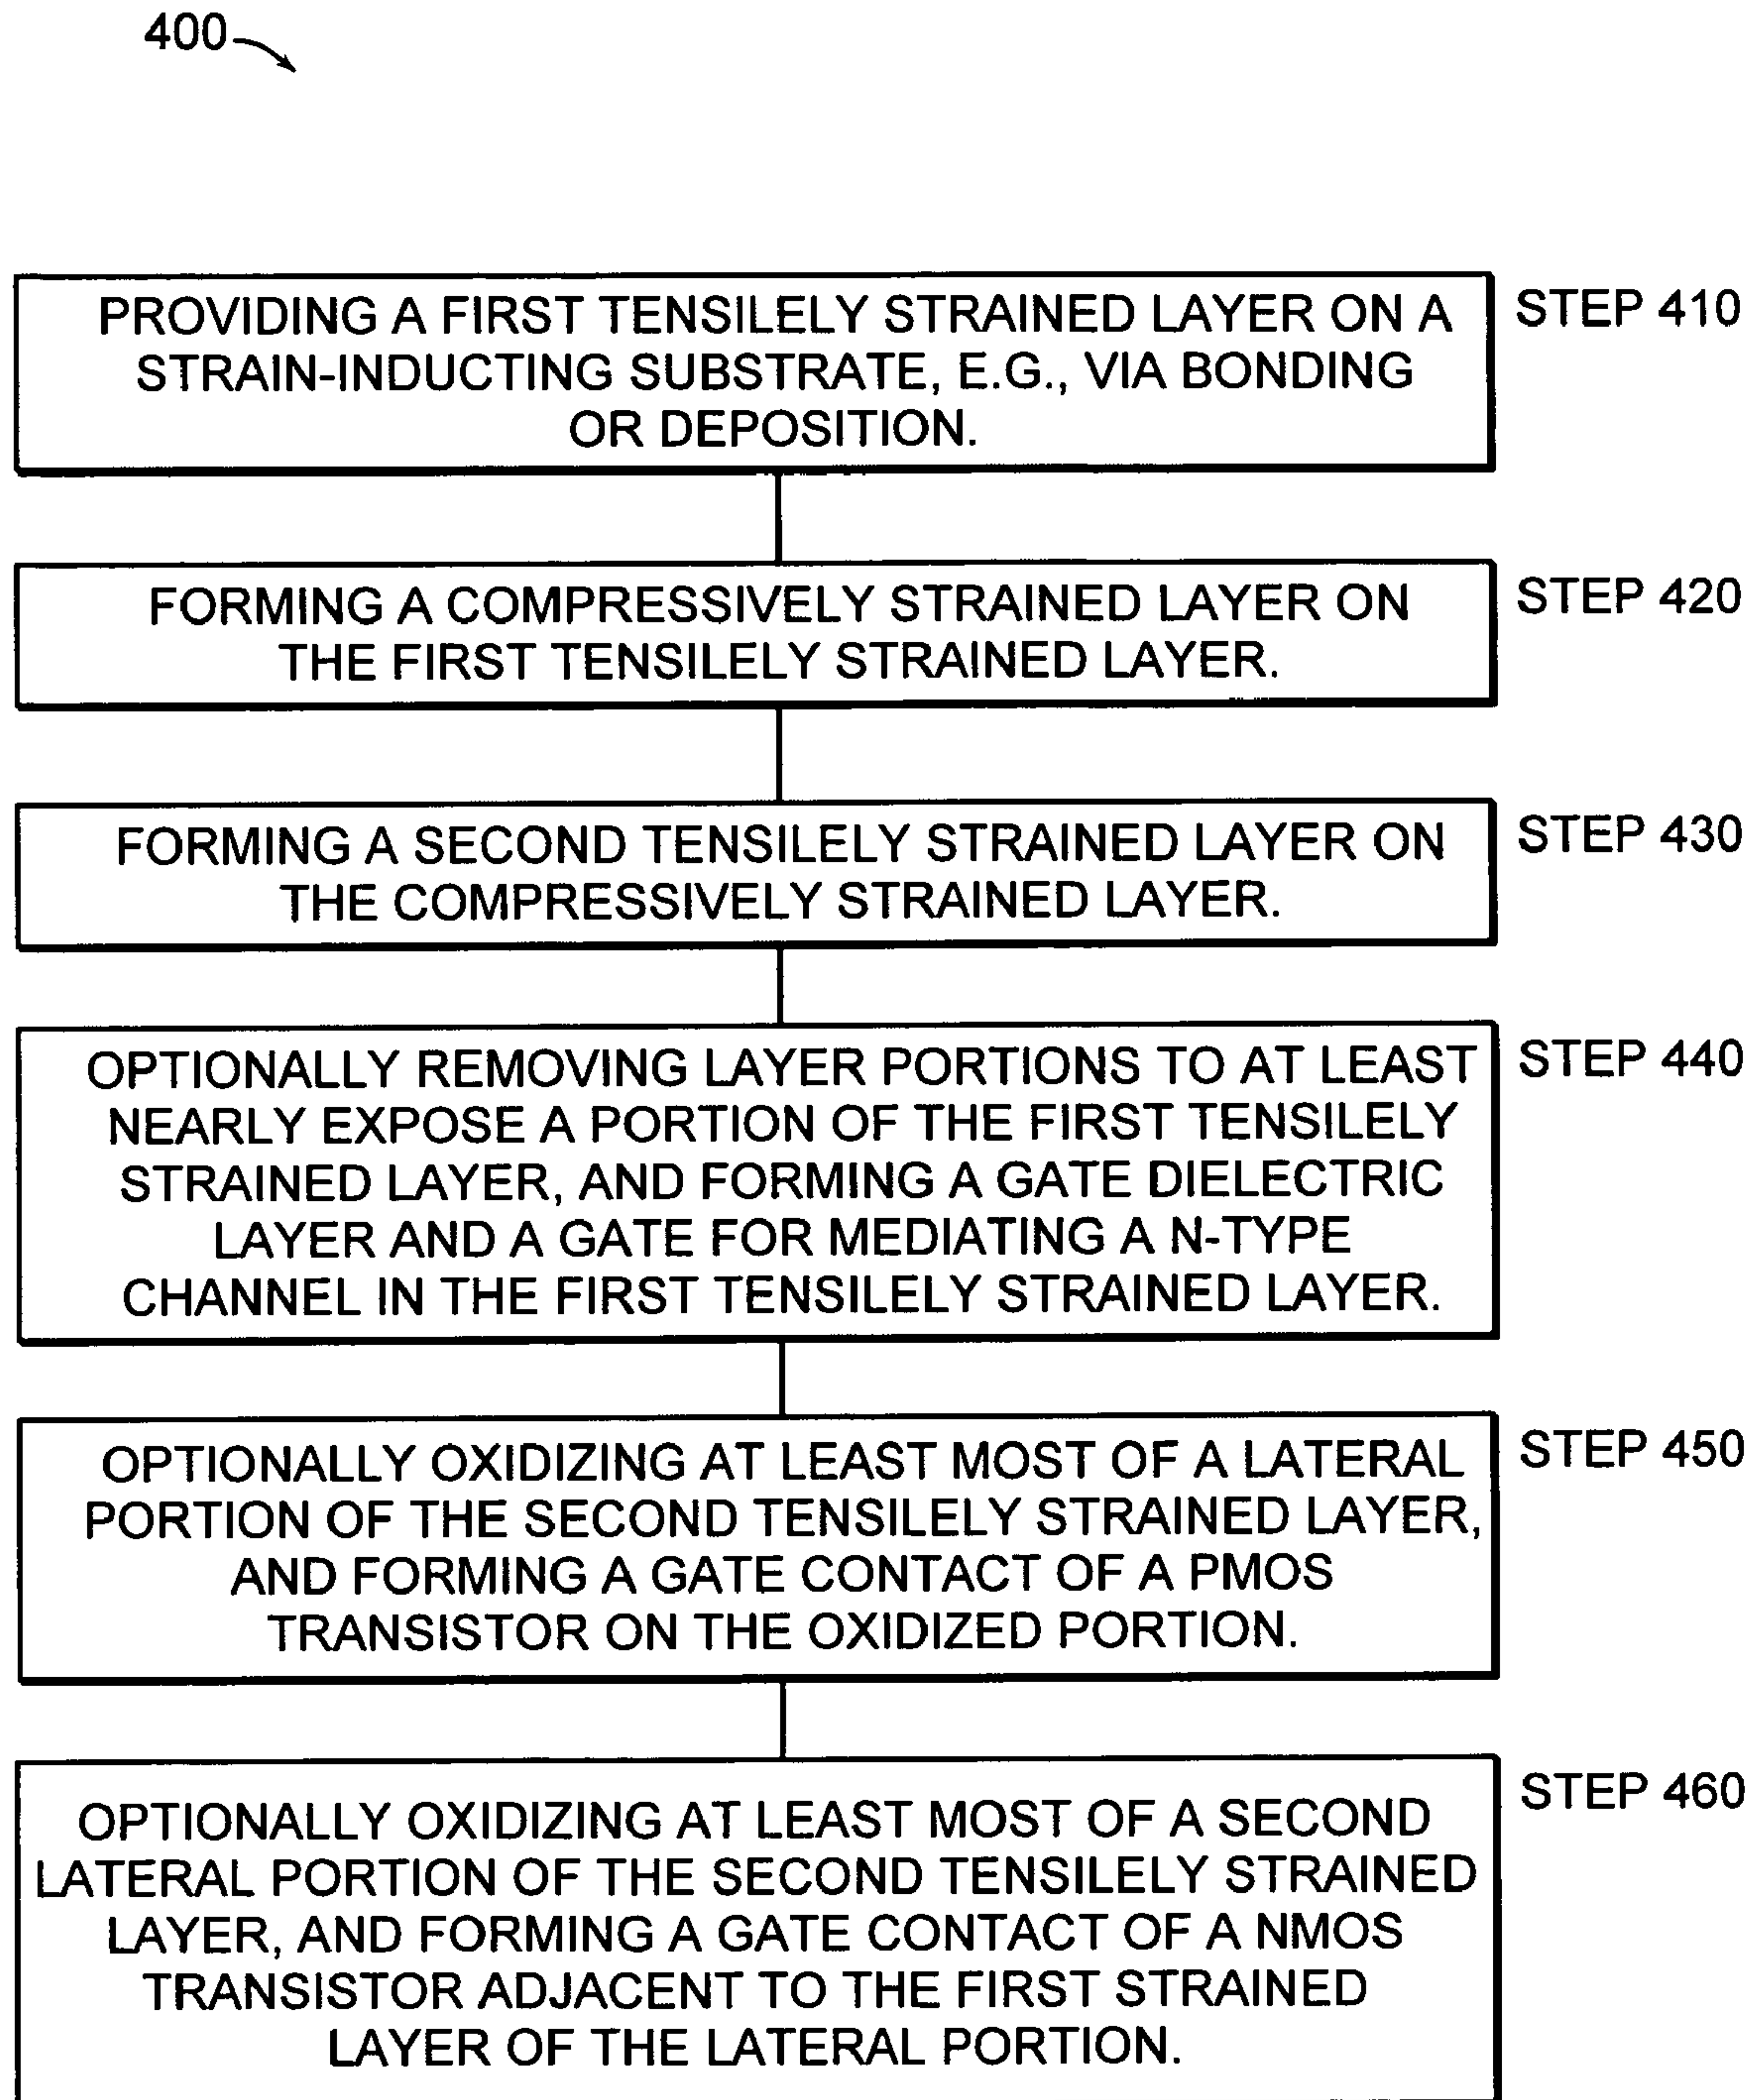 400
PROVIDING A FIRST TENSILELY STRAINED LAYER ON A
STRAIN-INDUCTING SUBSTRATE, E.G., VIA BONDING
OR DEPOSITION.
STEP 410
FORMING A COMPRESSIVELY STRAINED LAYER ON
THE FIRST TENSILELY STRAINED LAYER.
STEP 420
FORMING A SECOND TENSILELY STRAINED LAYER ON
THE COMPRESSIVELY STRAINED LAYER.
STEP 430
OPTIONALLY REMOVING LAYER PORTIONS TO AT LEAST
NEARLY EXPOSE A PORTION OF THE FIRST TENSILELY
STRAINED LAYER, AND FORMING A GATE DIELECTRIC
LAYER AND A GATE FOR MEDIATING A N-TYPE
CHANNEL IN THE FIRST TENSILELY STRAINED LAYER.
STEP 440
OPTIONALLY OXIDIZING AT LEAST MOST OF A LATERAL
PORTION OF THE SECOND TENSILELY STRAINED LAYER,
AND FORMING A GATE CONTACT OF A PMOS
TRANSISTOR ON THE OXIDIZED PORTION.
STEP 450
OPTIONALLY OXIDIZING AT LEAST MOST OF A SECOND
LATERAL PORTION OF THE SECOND TENSILELY STRAINED
LAYER, AND FORMING A GATE CONTACT OF A NMOS
TRANSISTOR ADJACENT TO THE FIRST STRAINED
LAYER OF THE LATERAL PORTION.
STEP 460